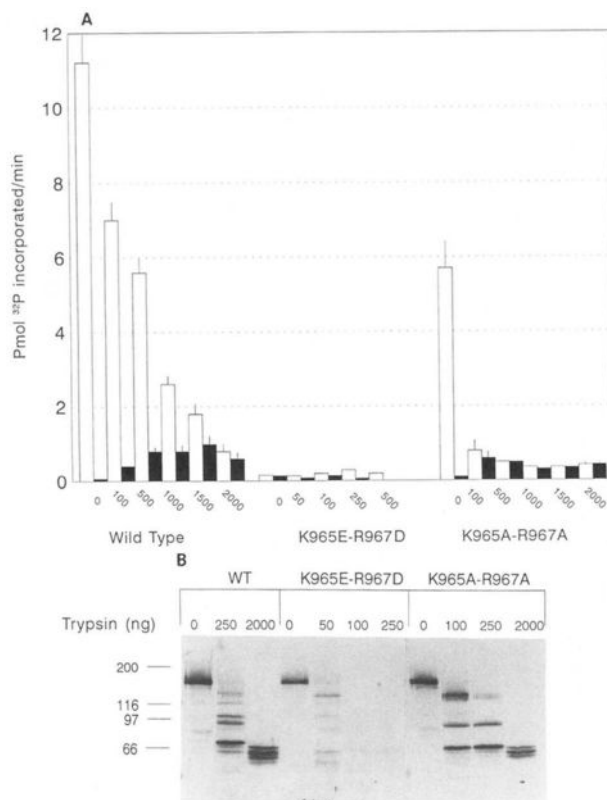 A
Pmol ³²P incorporated/min
12
10
8
6
4
2
0
0 100 500 1000 1500 2000 0 50 100 250 500 0 100 500 1000 1500 2000
Wild Type K965E-R967D K965A-R967A
B
WT K965E-R967D K965A-R967A
Trypsin (ng) 0 250 2000 0 50 100 250 0 100 250 2000
200
116
97
66